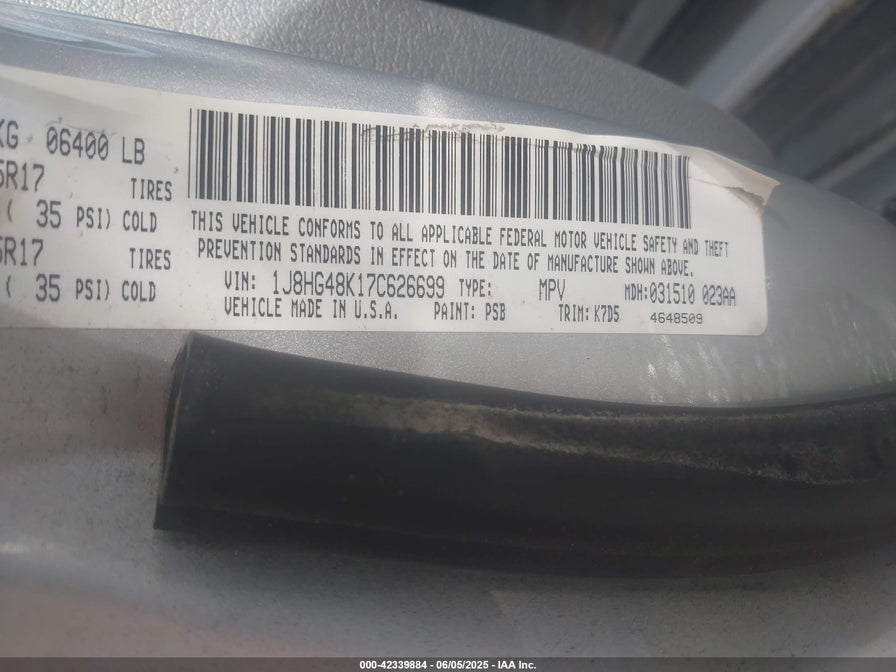 KG 06400 LB
5R17 TIRES
( 35 PSI) COLD
5R17 TIRES
( 35 PSI) COLD
THIS VEHICLE CONFORMS TO ALL APPLICABLE FEDERAL MOTOR VEHICLE SAFETY AND THEFT
PREVENTION STANDARDS IN EFFECT ON THE DATE OF MANUFACTURE SHOWN ABOVE.
VIN: 1J8HG48K17C626699 TYPE: MPV MDH:031510 023AA
VEHICLE MADE IN U.S.A. PAINT: PSB TRIM: K7D5 4648509
000-42339884 | 06/05/2025 - IAA Inc.